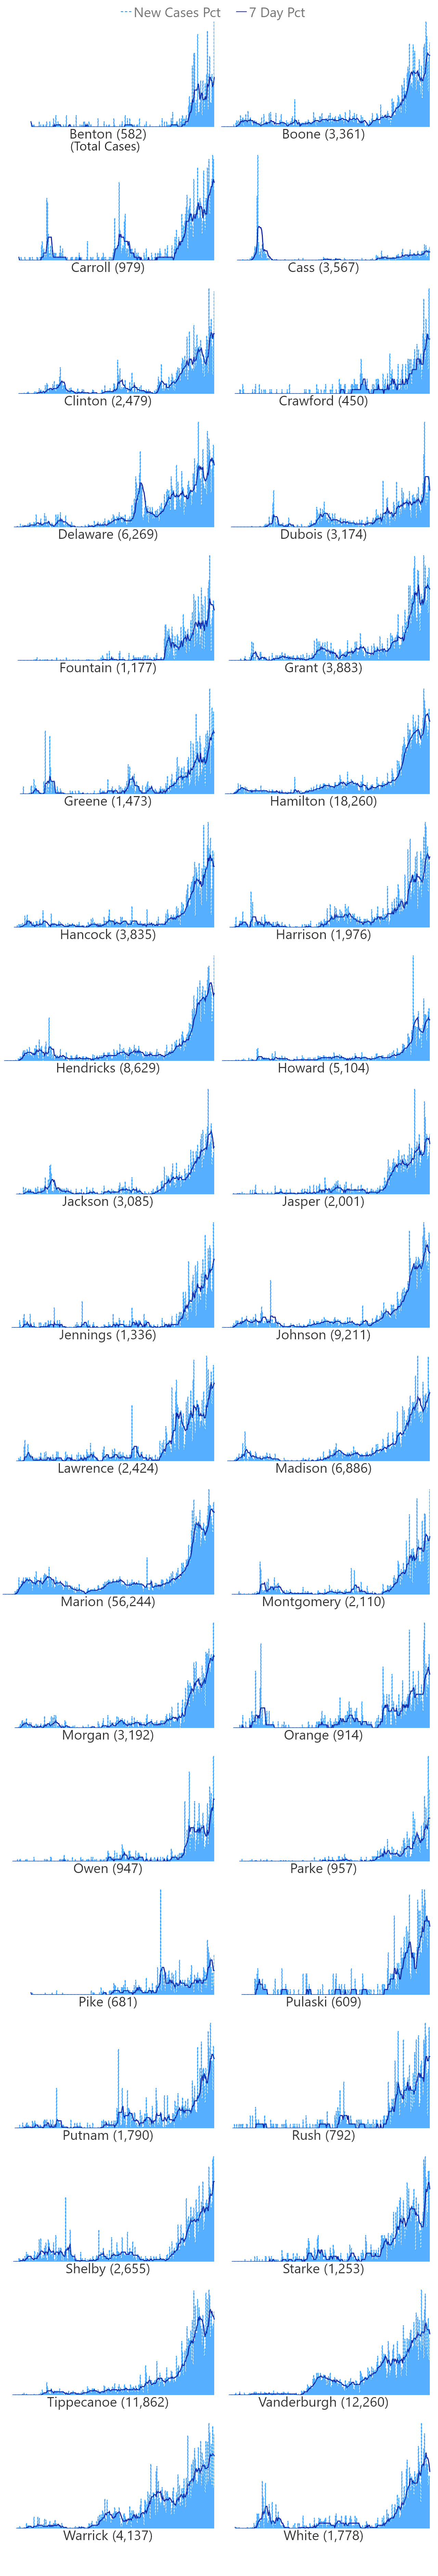 New Cases Pct 7 Day Pct
Benton (582) Boone (3,361)
(Total Cases)
Carroll (979) Cass (3,567)
Clinton (2,479) Crawford (450)
Delaware (6,269) Dubois (3,174)
Fountain (1,177) Grant (3,883)
Greene (1,473) Hamilton (18,260)
Hancock (3,835) Harrison (1,976)
Hendricks (8,629) Howard (5,104)
Jackson (3,085) Jasper (2,001)
Jennings (1,336) Johnson (9,211)
Lawrence (2,424) Madison (6,886)
Marion (56,244) Montgomery (2,110)
Morgan (3,192) Orange (914)
Owen (947) Parke (957)
Pike (681) Pulaski (609)
Putnam (1,790) Rush (792)
Shelby (2,655) Starke (1,253)
Tippecanoe (11,862) Vanderburgh (12,260)
Warrick (4,137) White (1,778)